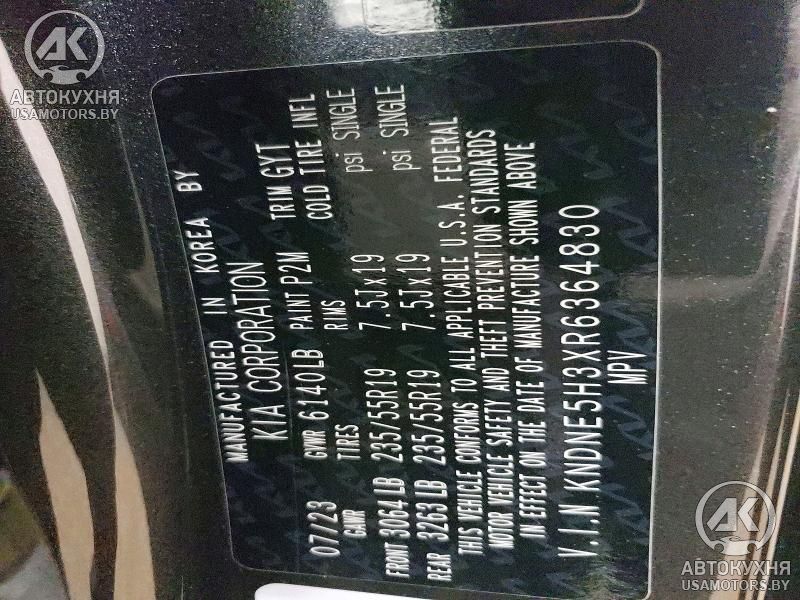 AK
АВТОКУХНЯ
USAMOTORS.BY
MANUFACTURED IN KOREA BY
KIA CORPORATION
07/23 GVWR 6140LB PAINT P2M TRIM GYT
GAWR TIRES RIMS COLD TIRE INFL
FRONT 3064LB 235/55R19 7.5Jx19 psi SINGLE
REAR 3263LB 235/55R19 7.5Jx19 psi SINGLE
THIS VEHICLE CONFORMS TO ALL APPLICABLE U.S.A. FEDERAL
MOTOR VEHICLE SAFETY AND THEFT PREVENTION STANDARDS
IN EFFECT ON THE DATE OF MANUFACTURE SHOWN ABOVE
V.I.N KNDNE5H3XR6364830
MPV
AK
АВТОКУХНЯ
USAMOTORS.BY